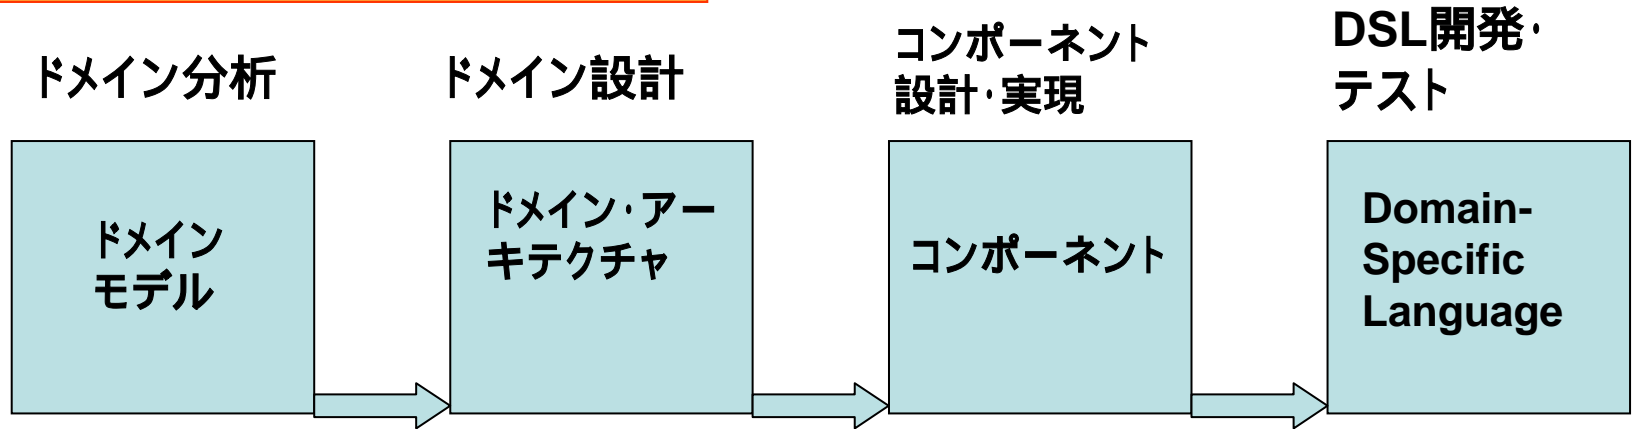 ドメイン分析
ドメイン設計
コンポーネント
設計・実現
DSL開発・
テスト
ドメイン
モデル
ドメイン・アー
キテクチャ
コンポーネント
Domain-
Specific
Language